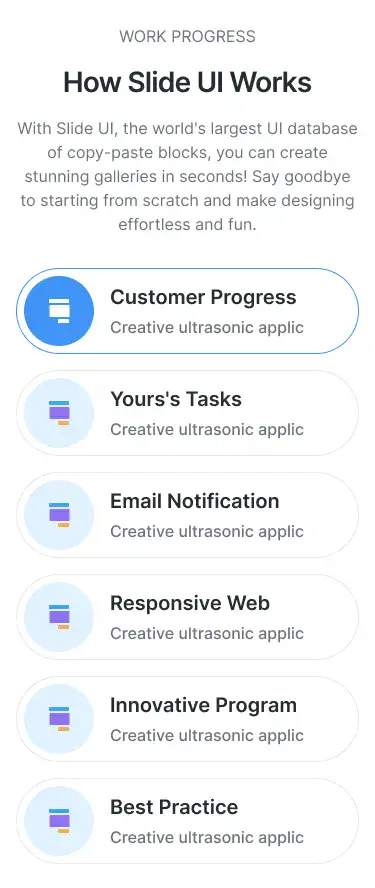 WORK PROGRESS
How Slide UI Works
With Slide UI, the world's largest UI database
of copy-paste blocks, you can create
stunning galleries in seconds! Say goodbye
to starting from scratch and make designing
effortless and fun.
Customer Progress
Creative ultrasonic applic
Yours's Tasks
Creative ultrasonic applic
Email Notification
Creative ultrasonic applic
Responsive Web
Creative ultrasonic applic
Innovative Program
Creative ultrasonic applic
Best Practice
Creative ultrasonic applic